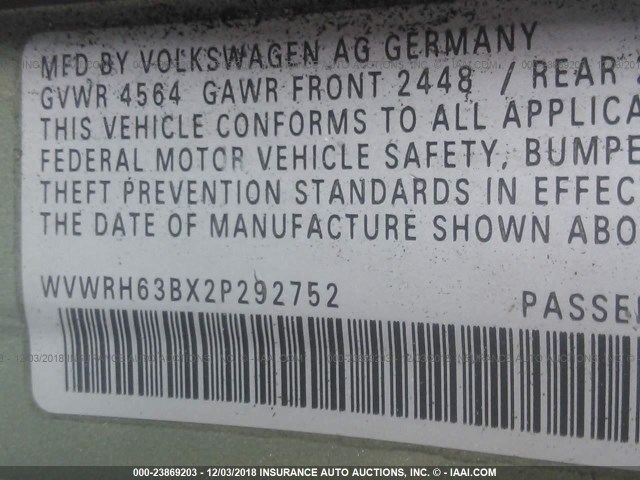 MFD BY VOLKSWAGEN AG GERMANY
GVWR 4564 GAWR FRONT 2448 / REAR
THIS VEHICLE CONFORMS TO ALL APPLICA
FEDERAL MOTOR VEHICLE SAFETY, BUMPE
THEFT PREVENTION STANDARDS IN EFFEC
THE DATE OF MANUFACTURE SHOWN ABO
WVWRH63BX2P292752 PASSEN
000-23869203 - 12/03/2018 INSURANCE AUTO AUCTIONS, INC. © - IAAI.COM